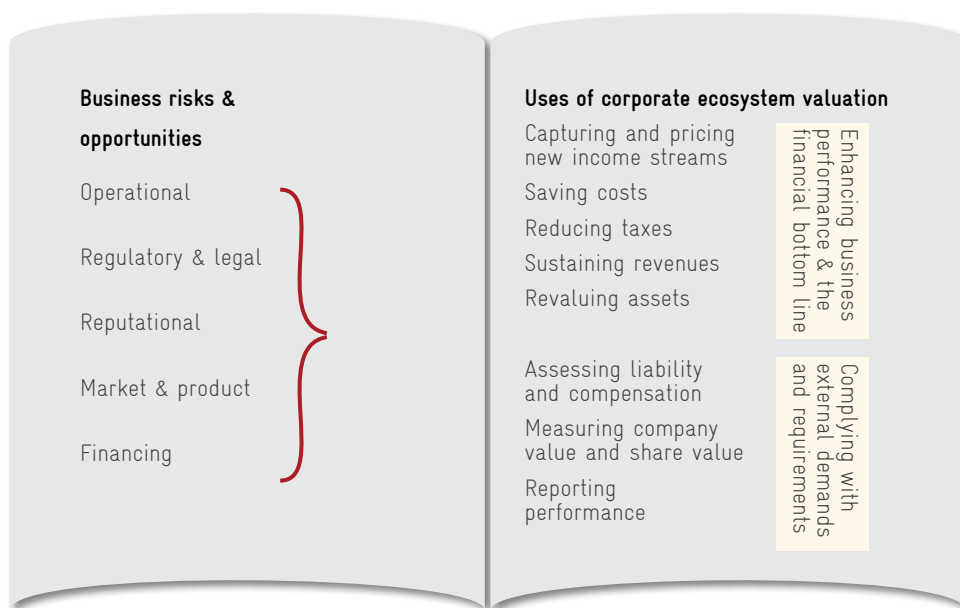 Business risks &
opportunities
Operational
Regulatory & legal
Reputational
Market & product
Financing
Uses of corporate ecosystem valuation
Capturing and pricing
new income streams
Saving costs
Reducing taxes
Sustaining revenues
Revaluing assets
Enhancing business
performance & the
financial bottom line
Assessing liability
and compensation
Measuring company
value and share value
Reporting
performance
Complying with
external demands
and requirements